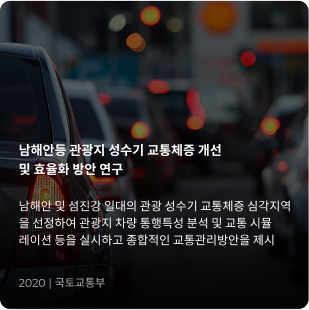 남해안등 관광지 성수기 교통체증 개선
및 효율화 방안 연구
남해안 및 섬진강 일대의 관광 성수기 교통체증 심각지역
을 선정하여 관광지 차량 통행특성 분석 및 교통 시뮬
레이션 등을 실시하고 종합적인 교통관리방안을 제시
2020 | 국토교통부